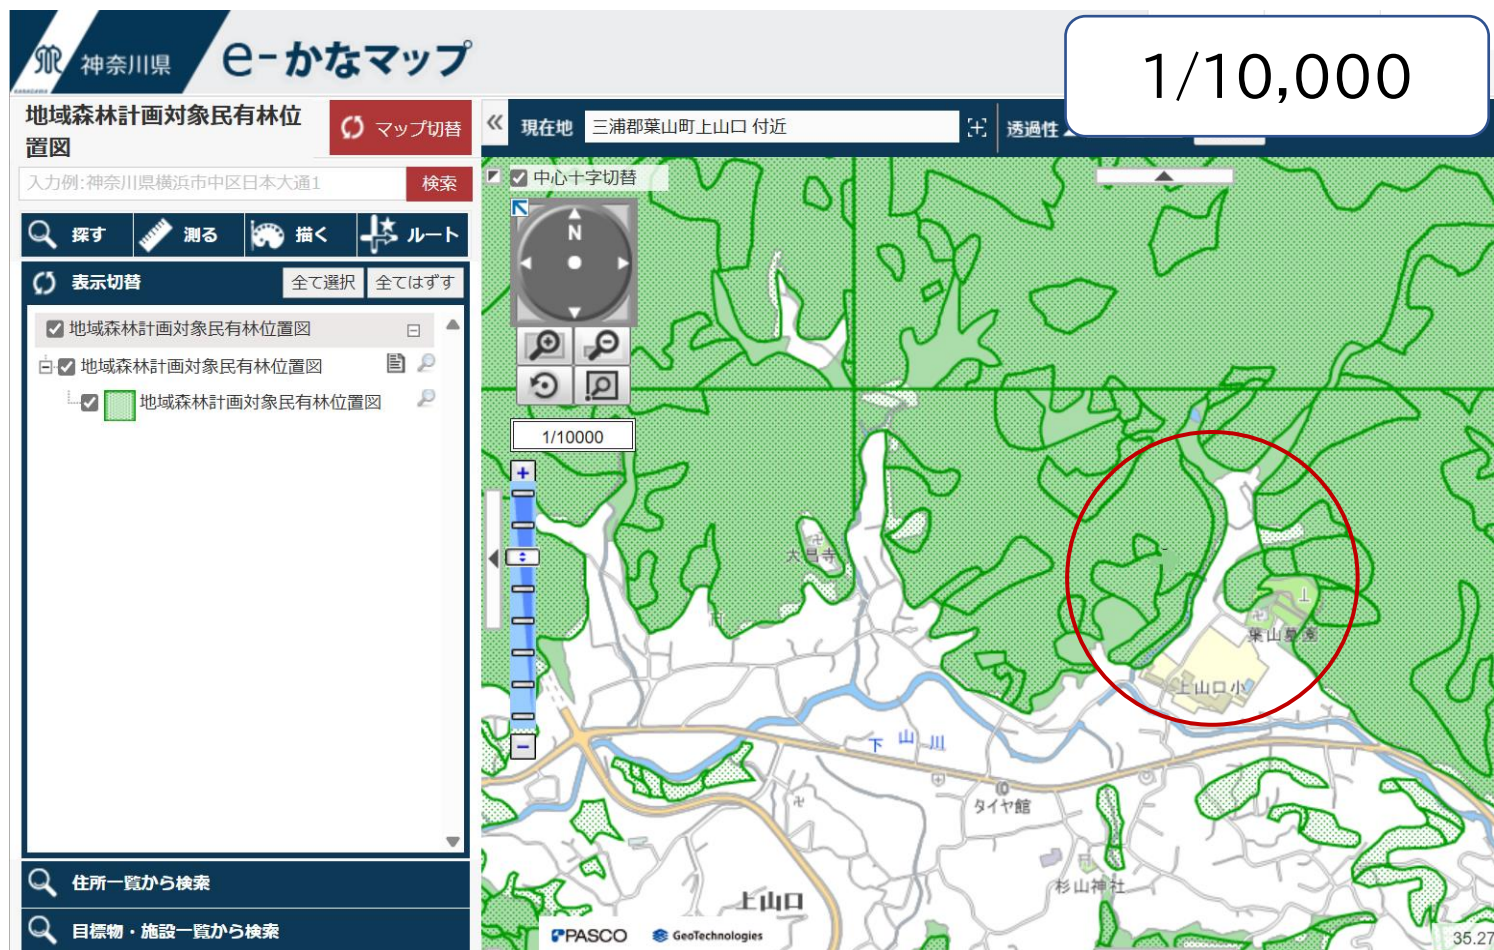 神奈川県
e-かなマップ
1/10,000
地域森林計画対象民有林位
置図
マップ切替
現在地
三浦郡葉山町上山口 付近
透過性
入力例:神奈川県横浜市中区日本大通1
検索
中心十字切替
N
探す
測る
描く
ルート
表示切替
全て選択
全てはずす
地域森林計画対象民有林位置図
地域森林計画対象民有林位置図
地域森林計画対象民有林位置図
1/10000
+
-
大昌寺
葉山墓園
上山口小
下山川
タイヤ館
杉山神社
上山口
住所一覧から検索
目標物・施設一覧から検索
PASCO
GeoTechnologies
35.27